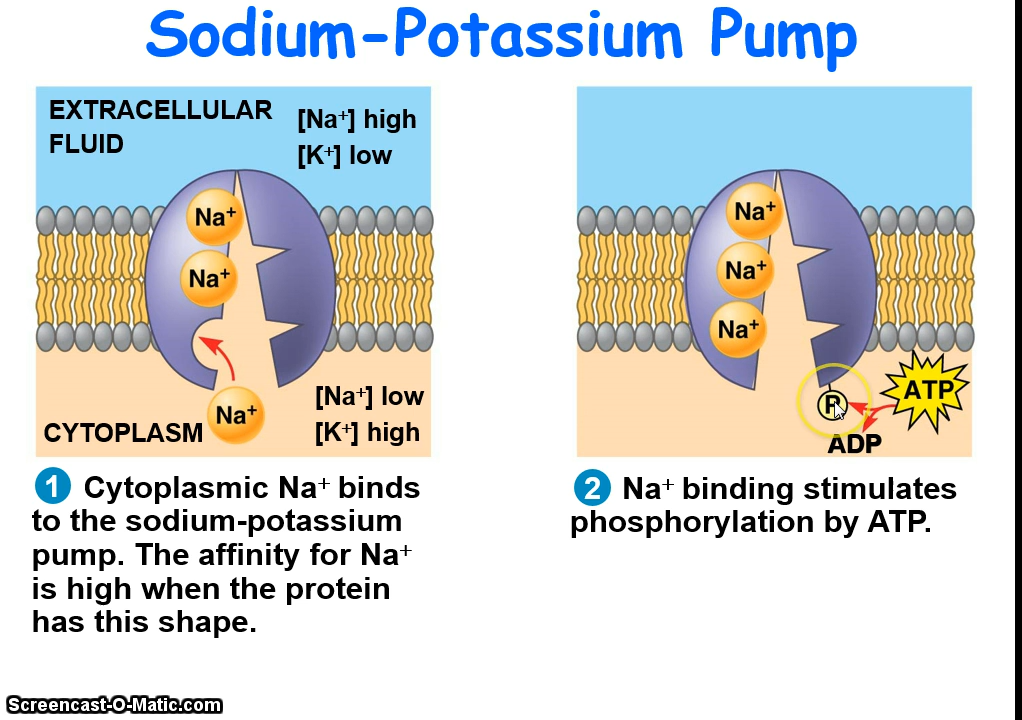 Sodium-Potassium Pump
EXTRACELLULAR
FLUID
[Na⁺] high
[K⁺] low
Na⁺
Na⁺
Na⁺
[Na⁺] low
[K⁺] high
CYTOPLASM
1 Cytoplasmic Na⁺ binds
to the sodium-potassium
pump. The affinity for Na⁺
is high when the protein
has this shape.
Na⁺
Na⁺
Na⁺
P
ATP
ADP
2 Na⁺ binding stimulates
phosphorylation by ATP.
Screencast-O-Matic.com